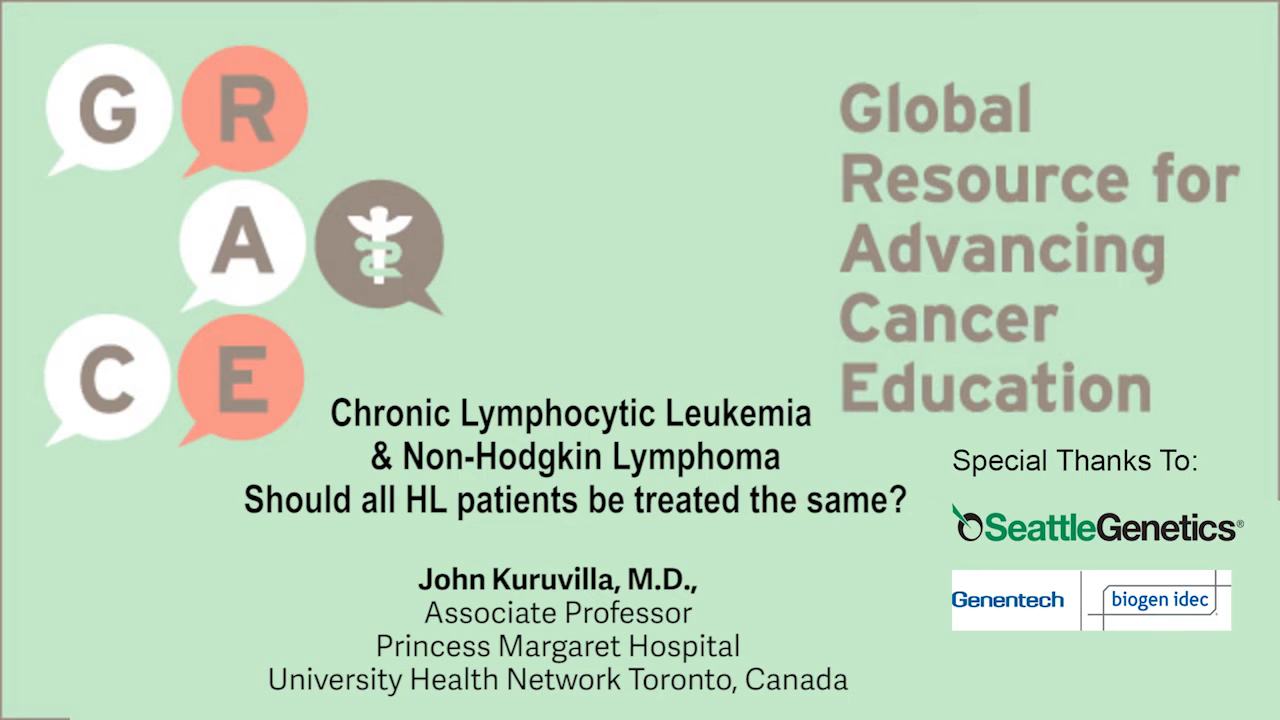 G R
A
C E
Global
Resource for
Advancing
Cancer
Education
Chronic Lymphocytic Leukemia
& Non-Hodgkin Lymphoma
Should all HL patients be treated the same?
John Kuruvilla, M.D.,
Associate Professor
Princess Margaret Hospital
University Health Network Toronto, Canada
Special Thanks To:
SeattleGenetics®
Genentech
biogen idec